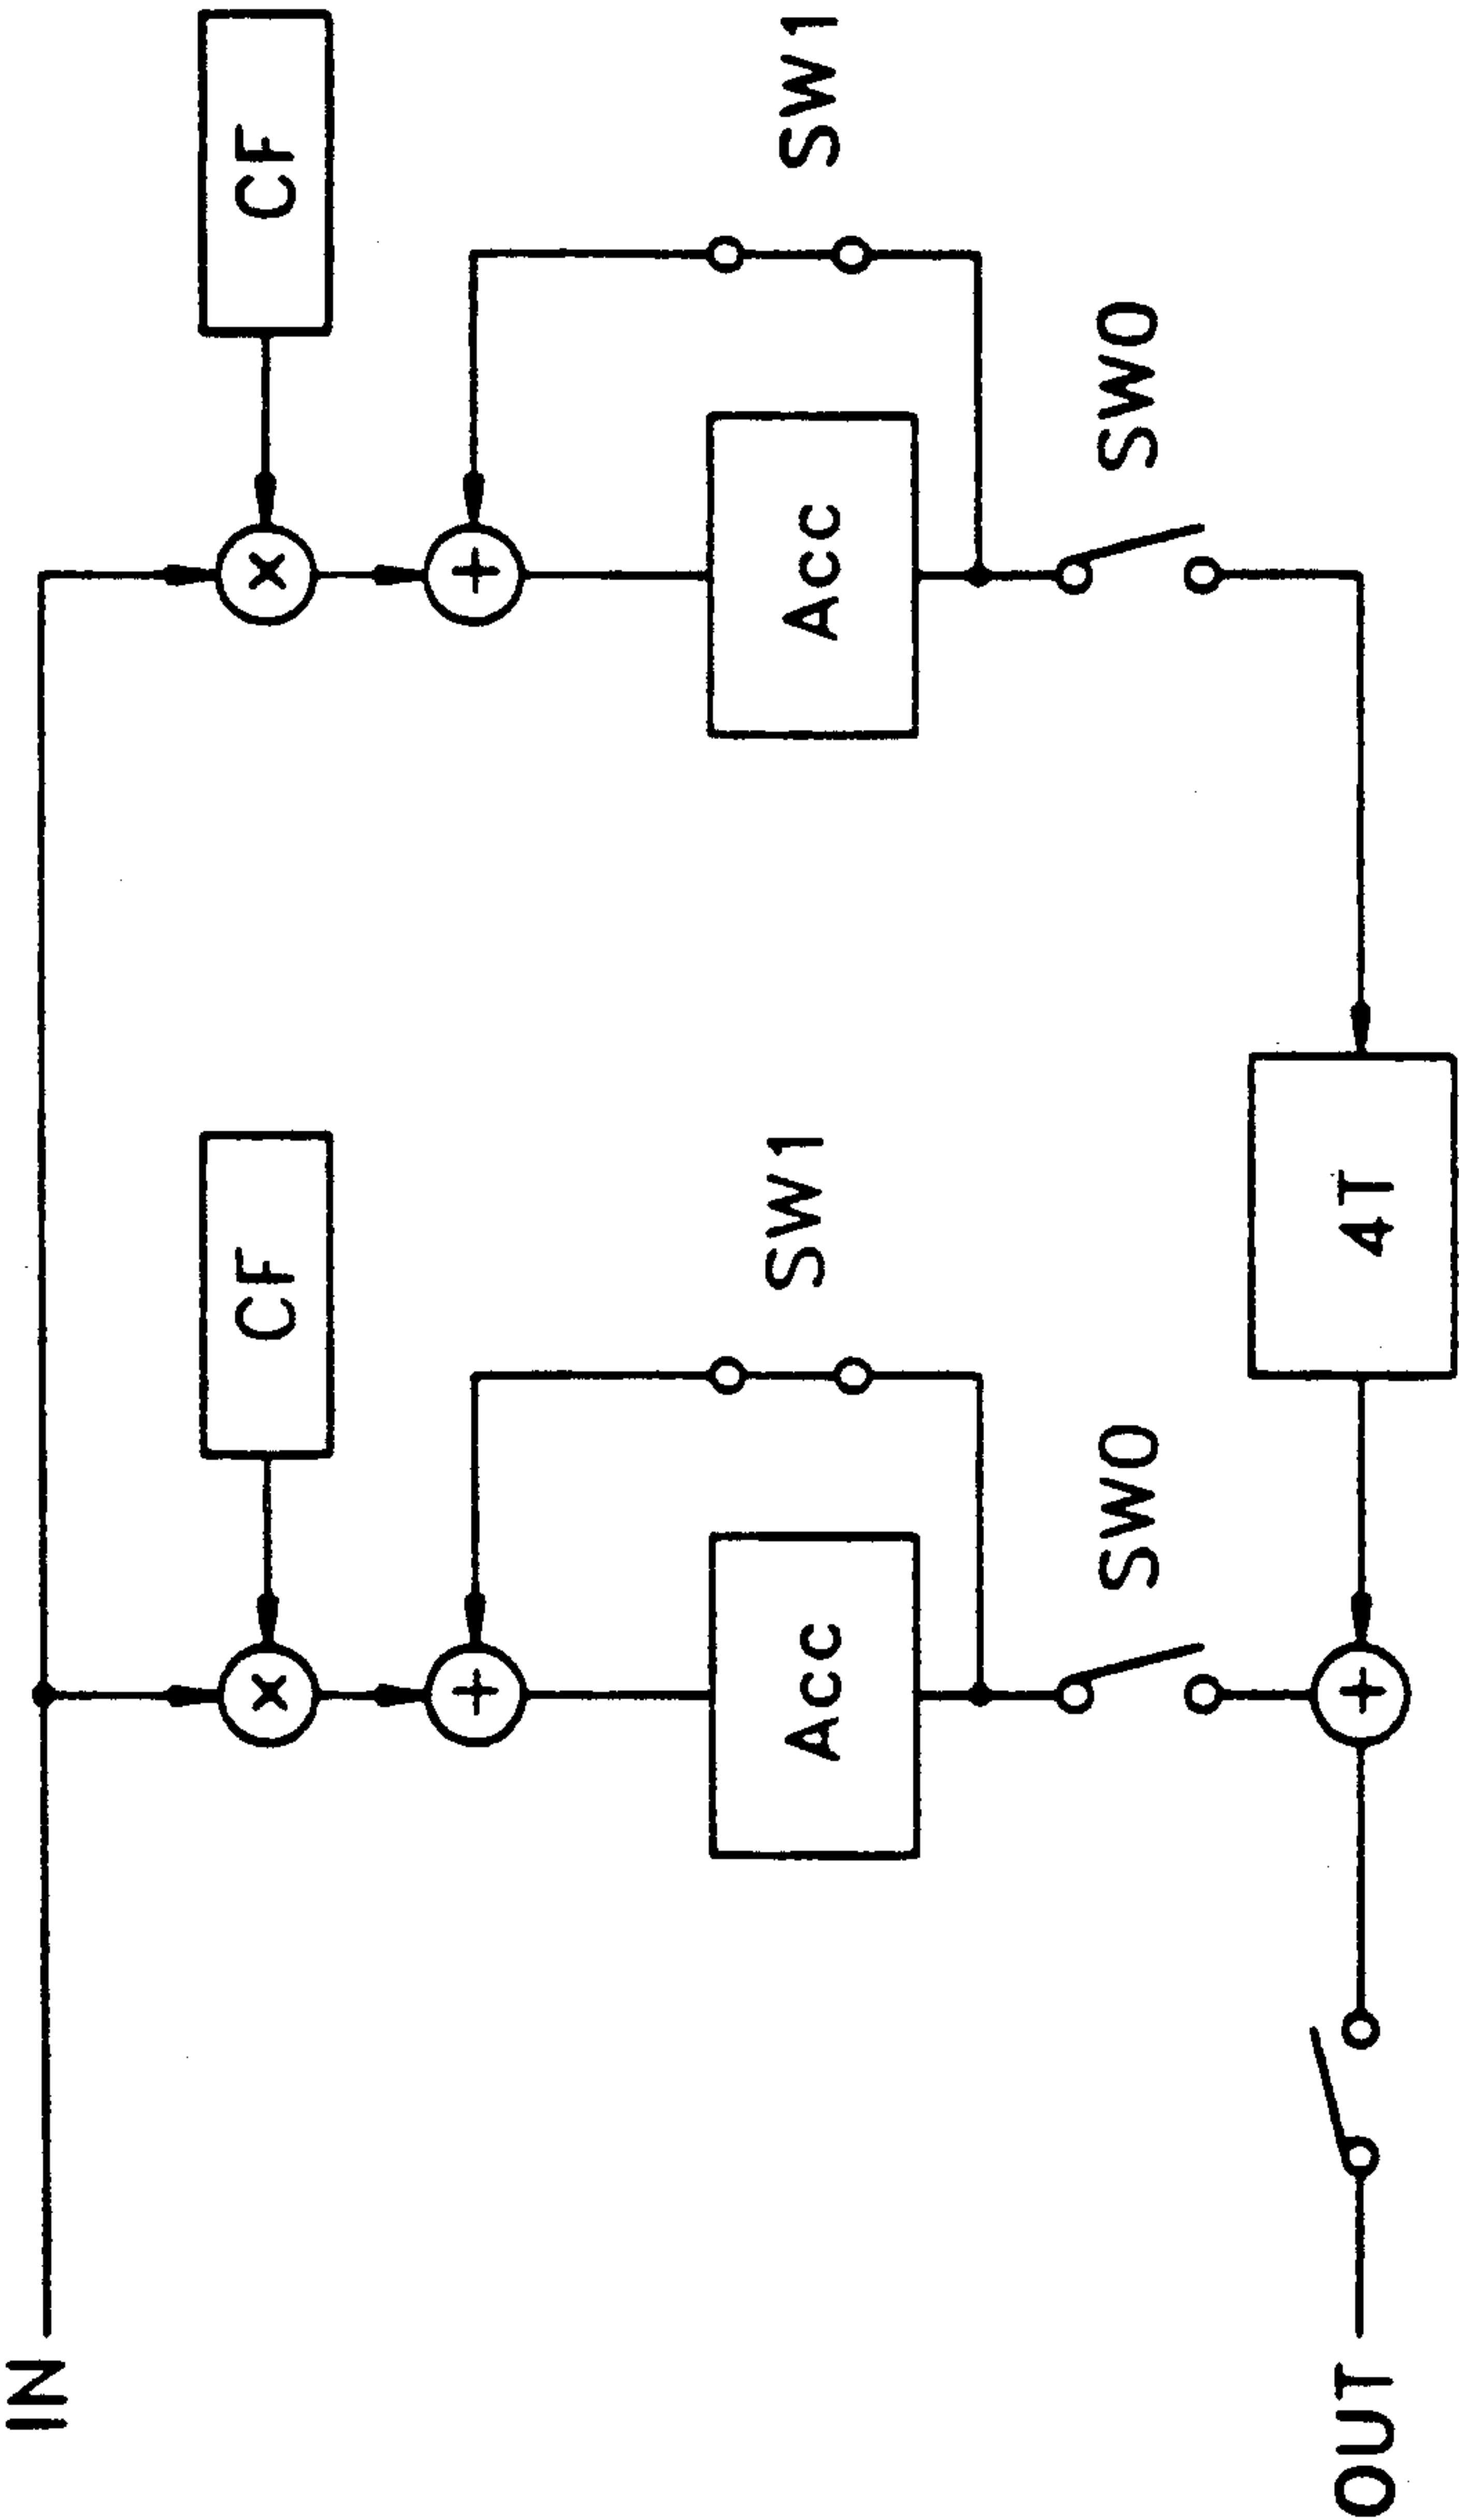 IN
x CF x CF
+ +
Acc SW1 Acc SW1
SW0 SW0
OUT + 4T